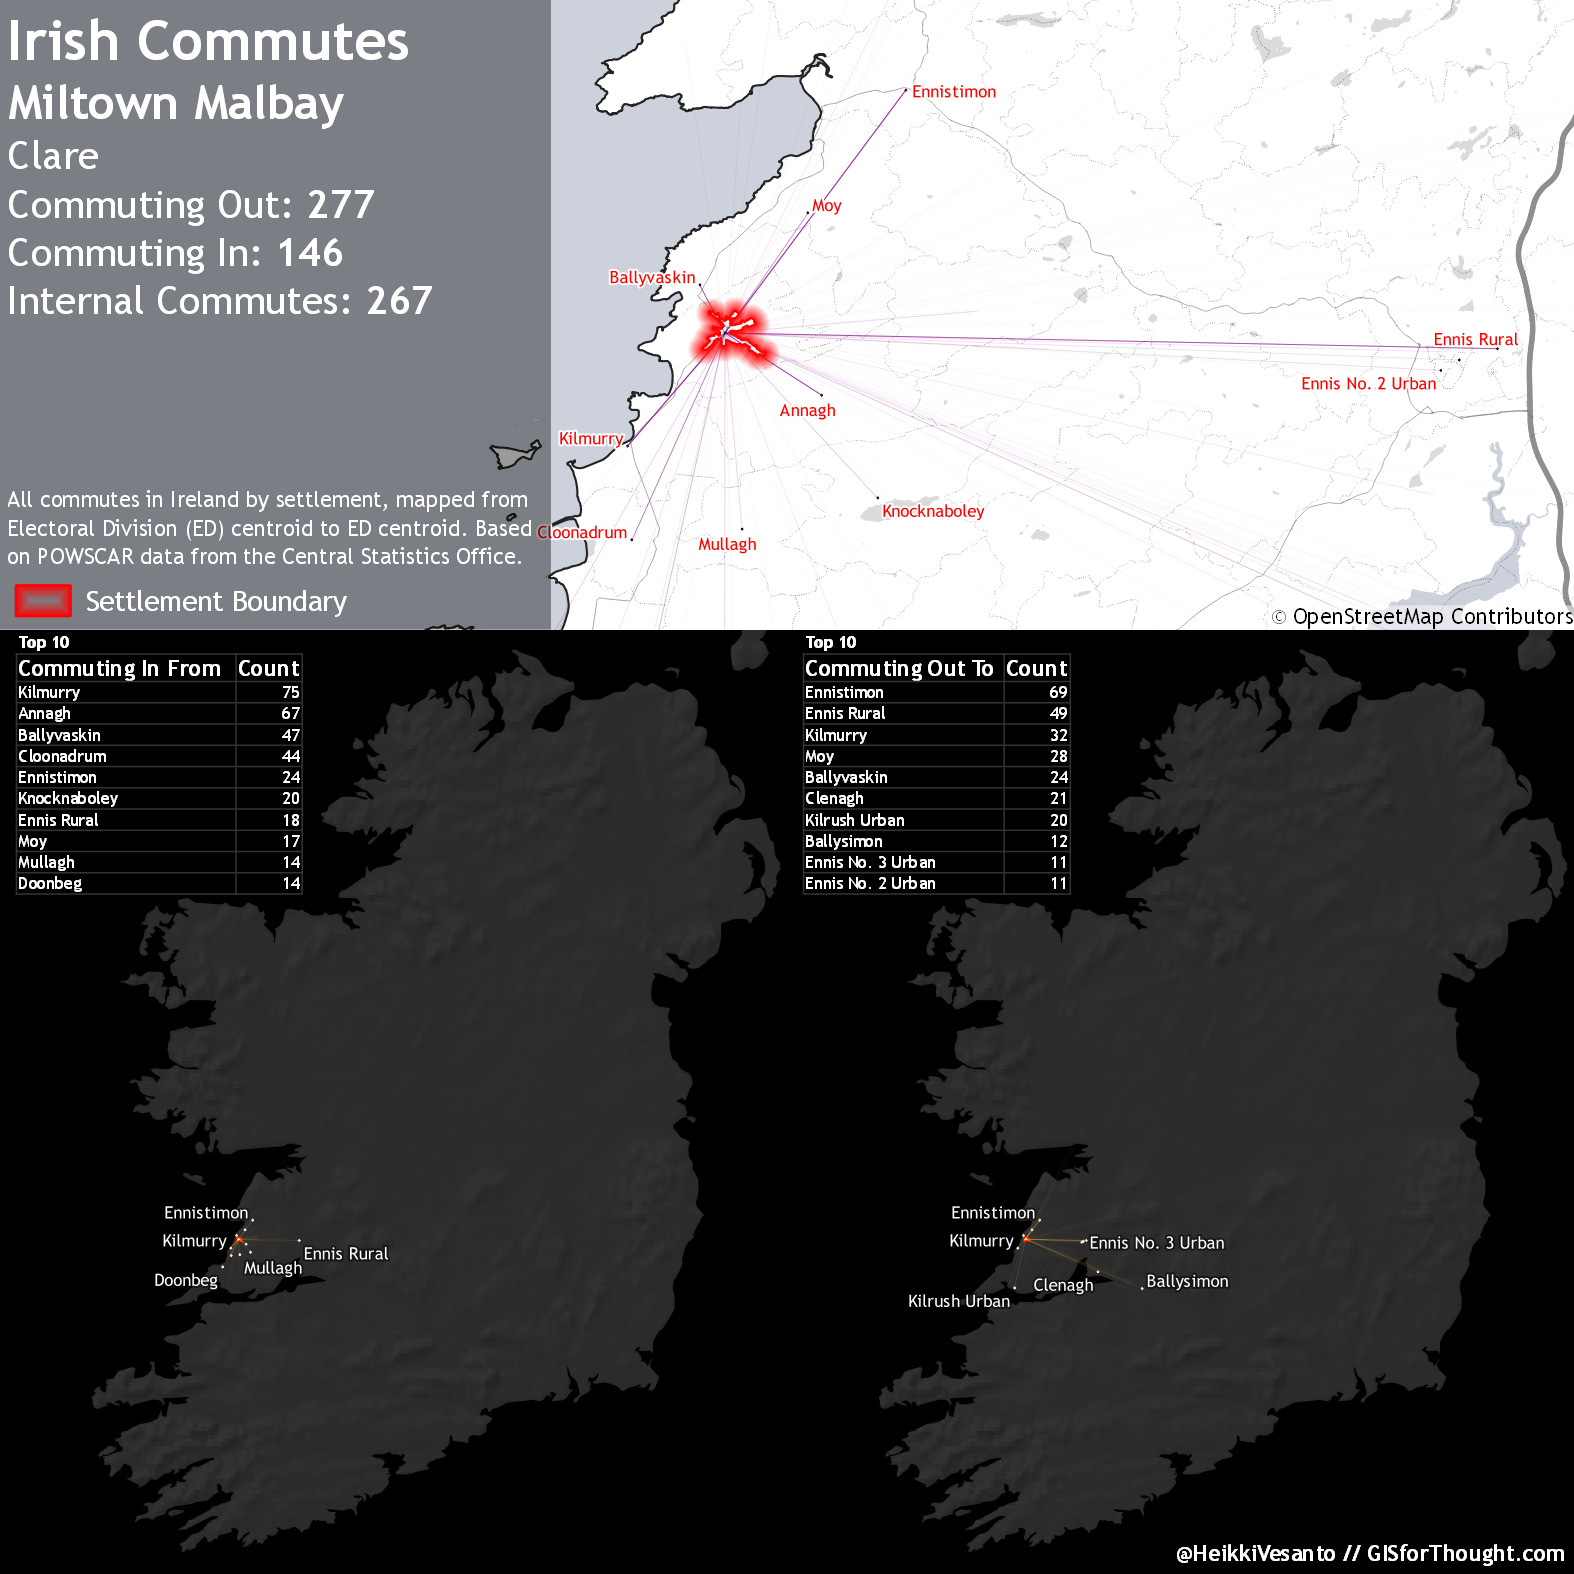 Irish Commutes
Miltown Malbay
Clare
Commuting Out: 277
Commuting In: 146
Internal Commutes: 267
All commutes in Ireland by settlement, mapped from
Electoral Division (ED) centroid to ED centroid. Based
on POWSCAR data from the Central Statistics Office.
Settlement Boundary
Ennistimon
Moy
Ballyvaskin
Ennis Rural
Ennis No. 2 Urban
Annagh
Kilmurry
Knocknaboley
Cloonadrum
Mullagh
© OpenStreetMap Contributors
Top 10
Commuting In From Count
Kilmurry 75
Annagh 67
Ballyvaskin 47
Cloonadrum 44
Ennistimon 24
Knocknaboley 20
Ennis Rural 18
Moy 17
Mullagh 14
Doonbeg 14
Ennistimon
Kilmurry
Ennis Rural
Mullagh
Doonbeg
Top 10
Commuting Out To Count
Ennistimon 69
Ennis Rural 49
Kilmurry 32
Moy 28
Ballyvaskin 24
Clenagh 21
Kilrush Urban 20
Ballysimon 12
Ennis No. 3 Urban 11
Ennis No. 2 Urban 11
Ennistimon
Kilmurry
Ennis No. 3 Urban
Clenagh
Ballysimon
Kilrush Urban
@HeikkiVesanto // GISforThought.com